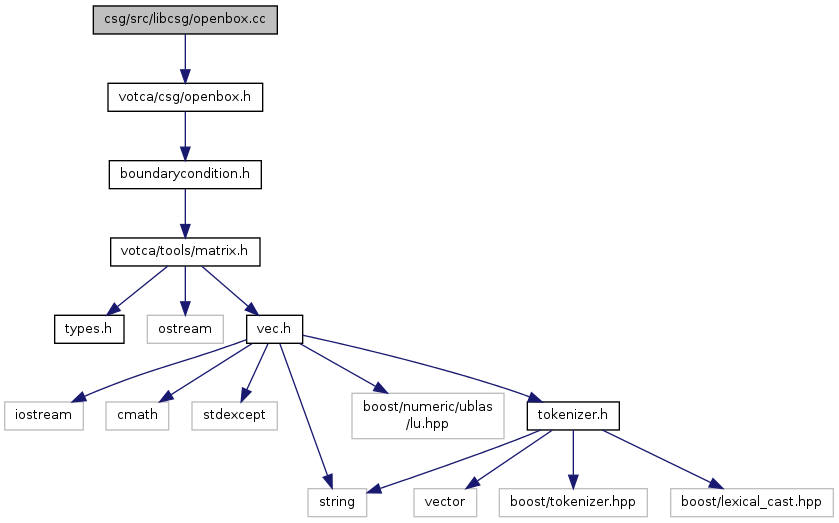 csg/src/libcsg/openbox.cc
votca/csg/openbox.h
boundarycondition.h
votca/tools/matrix.h
types.h
ostream
vec.h
iostream
cmath
stdexcept
boost/numeric/ublas
/lu.hpp
tokenizer.h
string
vector
boost/tokenizer.hpp
boost/lexical_cast.hpp